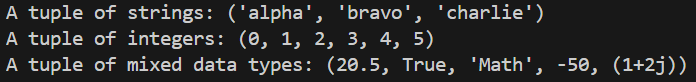 A tuple of strings: ('alpha', 'bravo', 'charlie')
A tuple of integers: (0, 1, 2, 3, 4, 5)
A tuple of mixed data types: (20.5, True, 'Math', -50, (1+2j))